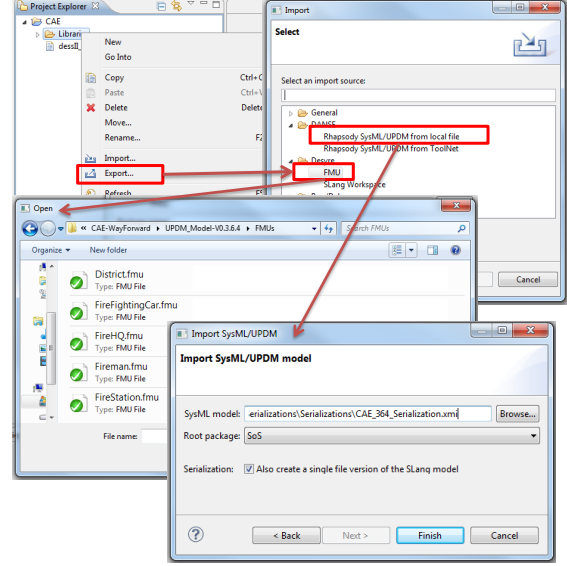 Project Explorer
CAE
Librari
dessII_
New
Go Into
Copy
Ctrl+C
Paste
Ctrl+V
Delete
Delete
Move...
Rename...
F2
Import...
Export...
Refresh
Import
Select
Select an import source:
General
DANSE
Rhapsody SysML/UPDM from local file
Rhapsody SysML/UPDM from ToolNet
Desyre
FMU
SLang Workspace
Cancel
Open
« CAE-WayForward UPDM_Model-V0.3.6.4 FMUs
Search FMUs
Organize
New folder
District.fmu
Type: FMU File
FireFightingCar.fmu
Type: FMU File
FireHQ.fmu
Type: FMU File
Fireman.fmu
Type: FMU File
FireStation.fmu
Type: FMU File
File name:
Import SysML/UPDM
Import SysML/UPDM model
SysML model: erializations\Serializations\CAE_364_Serialization.xmi Browse...
Root package: SoS
Serialization: Also create a single file version of the SLang model
? < Back Next > Finish Cancel